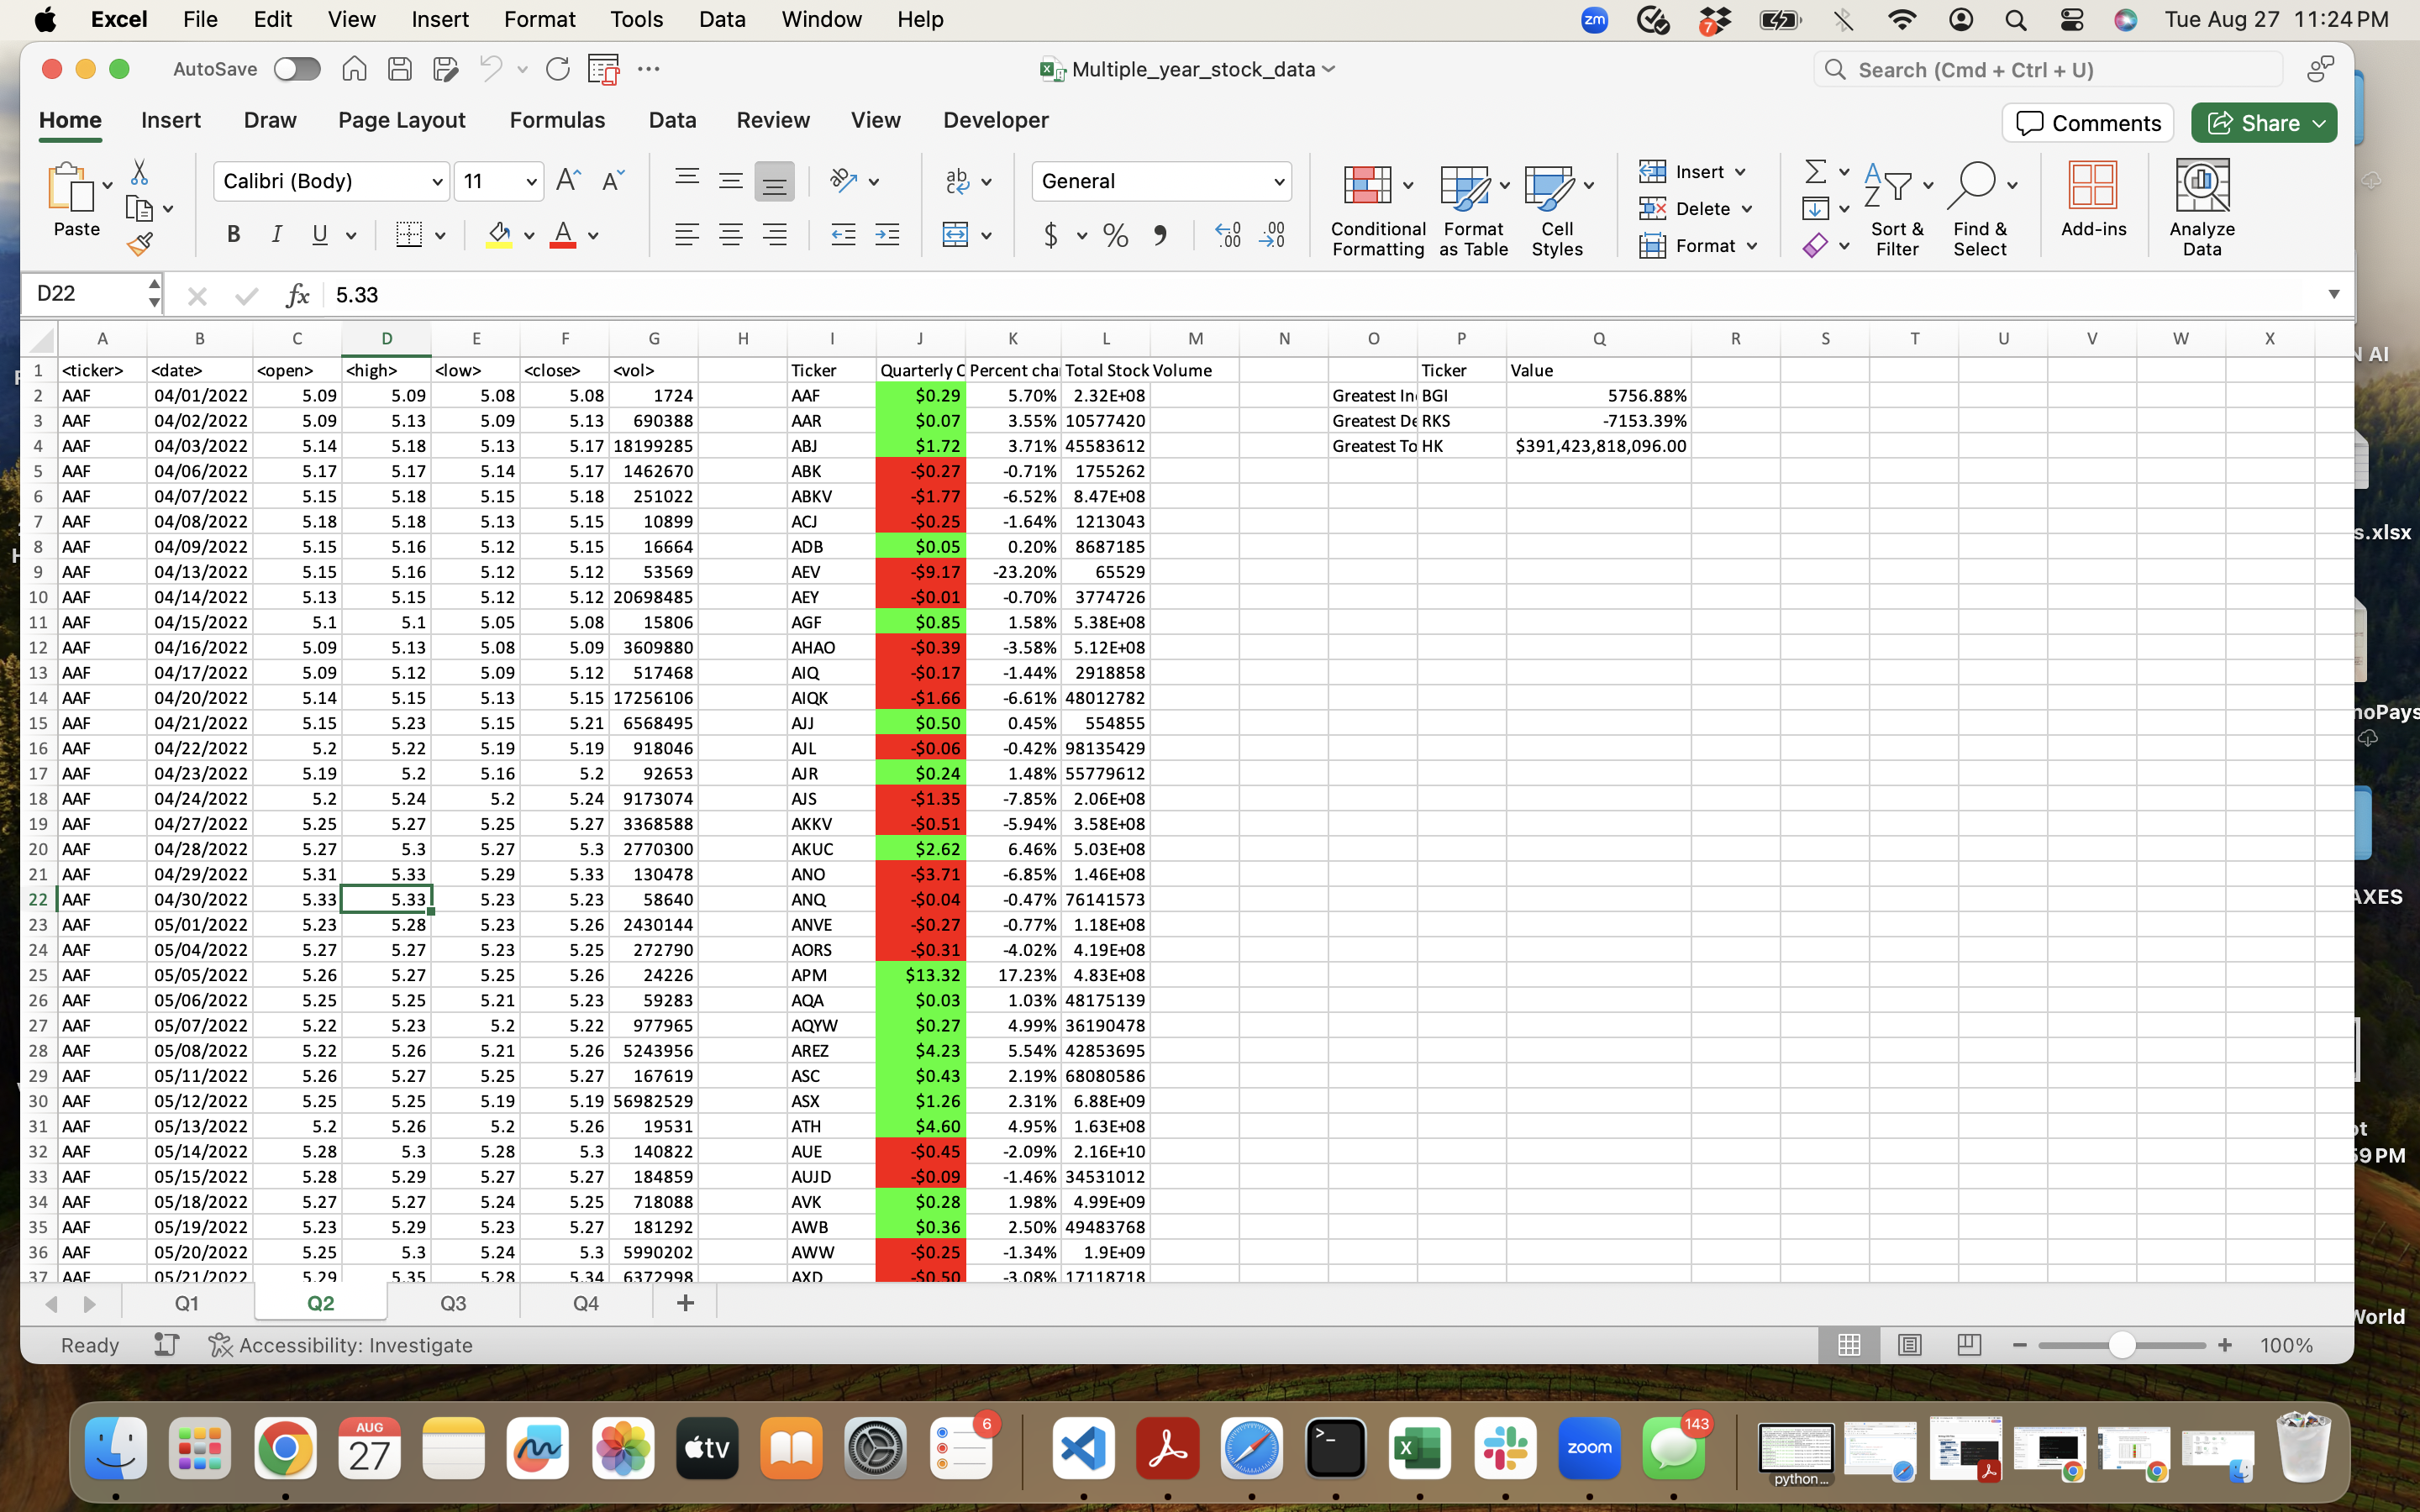 Excel File Edit View Insert Format Tools Data Window Help zm 7 Tue Aug 27 11:24 PM
AutoSave Multiple_year_stock_data Search (Cmd + Ctrl + U)
Home Insert Draw Page Layout Formulas Data Review View Developer Comments Share
Paste Calibri (Body) 11 General Conditional Formatting Format as Table Cell Styles Insert Delete Format Sort & Filter Find & Select Add-ins Analyze Data
D22 fx 5.33
A B C D E F G H I J K L M N O P Q R S T U V W X
1 <ticker> <date> <open> <high> <low> <close> <vol> Ticker Quarterly C Percent cha Total Stock Volume Ticker Value
2 AAF 04/01/2022 5.09 5.09 5.08 5.08 1724 AAF $0.29 5.70% 2.32E+08 Greatest In BGI 5756.88%
3 AAF 04/02/2022 5.09 5.13 5.09 5.13 690388 AAR $0.07 3.55% 10577420 Greatest De RKS -7153.39%
4 AAF 04/03/2022 5.14 5.18 5.13 5.17 18199285 ABJ $1.72 3.71% 45583612 Greatest To HK $391,423,818,096.00
5 AAF 04/06/2022 5.17 5.17 5.14 5.17 1462670 ABK -$0.27 -0.71% 1755262
6 AAF 04/07/2022 5.15 5.18 5.15 5.18 251022 ABKV -$1.77 -6.52% 8.47E+08
7 AAF 04/08/2022 5.18 5.18 5.13 5.15 10899 ACJ -$0.25 -1.64% 1213043
8 AAF 04/09/2022 5.15 5.16 5.12 5.15 16664 ADB $0.05 0.20% 8687185
9 AAF 04/13/2022 5.15 5.16 5.12 5.12 53569 AEV -$9.17 -23.20% 65529
10 AAF 04/14/2022 5.13 5.15 5.12 5.12 20698485 AEY -$0.01 -0.70% 3774726
11 AAF 04/15/2022 5.1 5.1 5.05 5.08 15806 AGF $0.85 1.58% 5.38E+08
12 AAF 04/16/2022 5.09 5.13 5.08 5.09 3609880 AHAO -$0.39 -3.58% 5.12E+08
13 AAF 04/17/2022 5.09 5.12 5.09 5.12 517468 AIQ -$0.17 -1.44% 2918858
14 AAF 04/20/2022 5.14 5.15 5.13 5.15 17256106 AIQK -$1.66 -6.61% 48012782
15 AAF 04/21/2022 5.15 5.23 5.15 5.21 6568495 AJJ $0.50 0.45% 554855
16 AAF 04/22/2022 5.2 5.22 5.19 5.19 918046 AJL -$0.06 -0.42% 98135429
17 AAF 04/23/2022 5.19 5.2 5.16 5.2 92653 AJR $0.24 1.48% 55779612
18 AAF 04/24/2022 5.2 5.24 5.2 5.24 9173074 AJS -$1.35 -7.85% 2.06E+08
19 AAF 04/27/2022 5.25 5.27 5.25 5.27 3368588 AKKV -$0.51 -5.94% 3.58E+08
20 AAF 04/28/2022 5.27 5.3 5.27 5.3 2770300 AKUC $2.62 6.46% 5.03E+08
21 AAF 04/29/2022 5.31 5.33 5.29 5.33 130478 ANO -$3.71 -6.85% 1.46E+08
22 AAF 04/30/2022 5.33 5.33 5.23 5.23 58640 ANQ -$0.04 -0.47% 76141573
23 AAF 05/01/2022 5.23 5.28 5.23 5.26 2430144 ANVE -$0.27 -0.77% 1.18E+08
24 AAF 05/04/2022 5.27 5.27 5.23 5.25 272790 AORS -$0.31 -4.02% 4.19E+08
25 AAF 05/05/2022 5.26 5.27 5.25 5.26 24226 APM $13.32 17.23% 4.83E+08
26 AAF 05/06/2022 5.25 5.25 5.21 5.23 59283 AQA $0.03 1.03% 48175139
27 AAF 05/07/2022 5.22 5.23 5.2 5.22 977965 AQYW $0.27 4.99% 36190478
28 AAF 05/08/2022 5.22 5.26 5.21 5.26 5243956 AREZ $4.23 5.54% 42853695
29 AAF 05/11/2022 5.26 5.27 5.25 5.27 167619 ASC $0.43 2.19% 68080586
30 AAF 05/12/2022 5.25 5.25 5.19 5.19 56982529 ASX $1.26 2.31% 6.88E+09
31 AAF 05/13/2022 5.2 5.26 5.2 5.26 19531 ATH $4.60 4.95% 1.63E+08
32 AAF 05/14/2022 5.28 5.3 5.28 5.3 140822 AUE -$0.45 -2.09% 2.16E+10
33 AAF 05/15/2022 5.28 5.29 5.27 5.27 184859 AUJD -$0.09 -1.46% 34531012
34 AAF 05/18/2022 5.27 5.27 5.24 5.25 718088 AVK $0.28 1.98% 4.99E+09
35 AAF 05/19/2022 5.23 5.29 5.23 5.27 181292 AWB $0.36 2.50% 49483768
36 AAF 05/20/2022 5.25 5.3 5.24 5.3 5990202 AWW -$0.25 -1.34% 1.9E+09
37 AAF 05/21/2022 5.29 5.35 5.28 5.34 6372998 AXD -$0.50 -3.08% 17118718
Q1 Q2 Q3 Q4
Ready Accessibility: Investigate 100%
N AI
s.xlsx
noPays
AXES
ot
59 PM
World
AUG
27
tv
6
zoom
143
python...